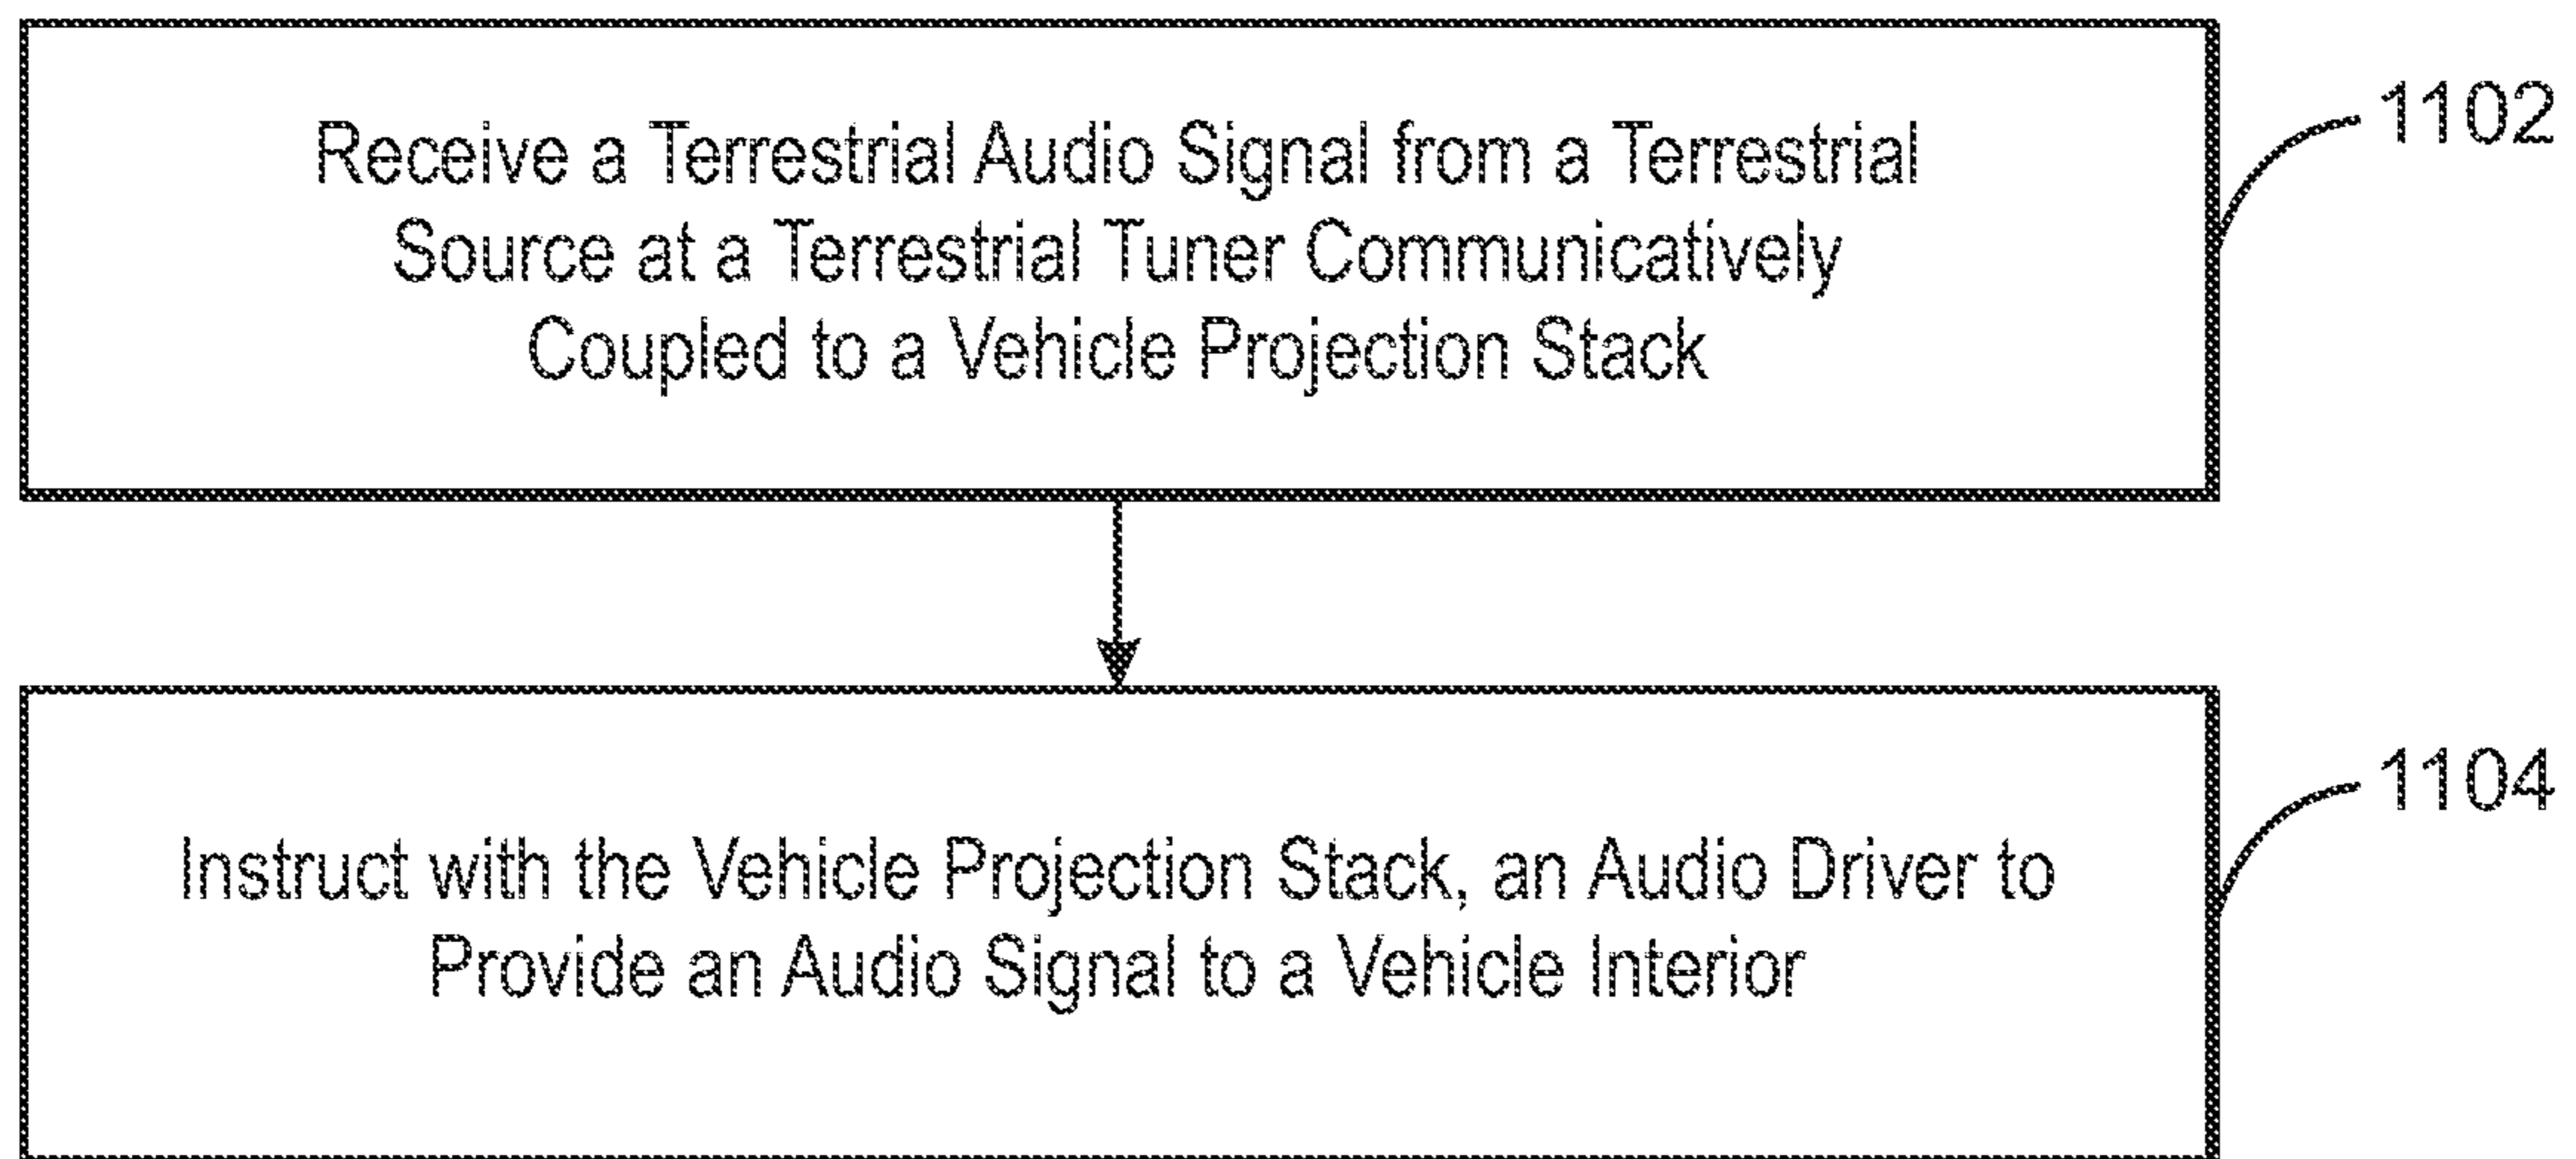 Receive a Terrestrial Audio Signal from a Terrestrial
Source at a Terrestrial Tuner Communicatively
Coupled to a Vehicle Projection Stack
1102
Instruct with the Vehicle Projection Stack, an Audio Driver to
Provide an Audio Signal to a Vehicle Interior
1104